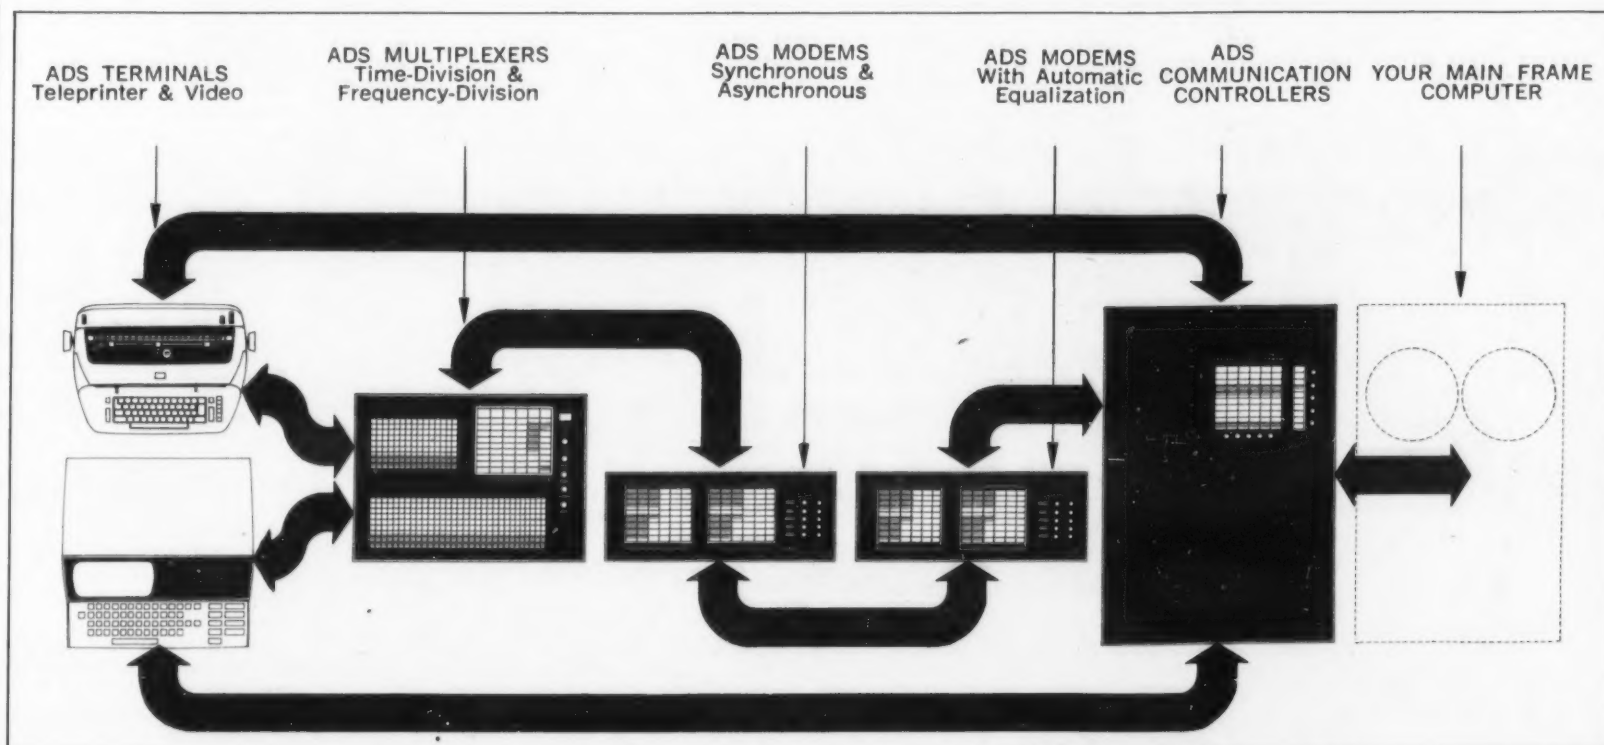 ADS TERMINALS
Teleprinter & Video
ADS MULTIPLEXERS
Time-Division &
Frequency-Division
ADS MODEMS
Synchronous &
Asynchronous
ADS MODEMS
With Automatic
Equalization
ADS
COMMUNICATION
CONTROLLERS
YOUR MAIN FRAME
COMPUTER